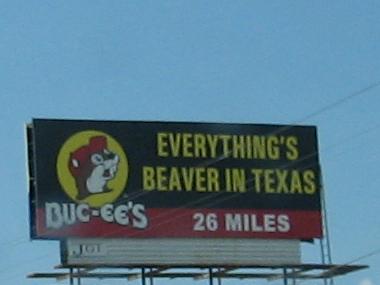 EVERYTHING'S
BEAVER IN TEXAS
BUC-EE'S
26 MILES